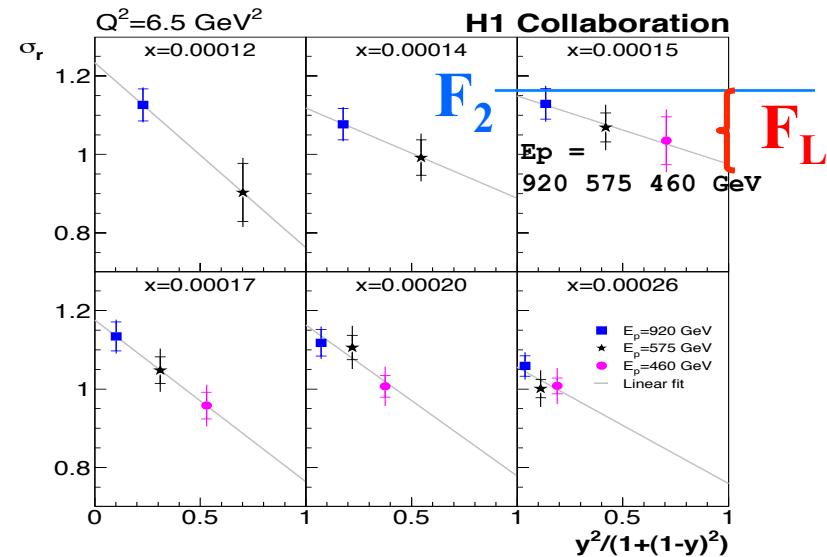 Q²=6.5 GeV² H1 Collaboration
σr
x=0.00012 x=0.00014 x=0.00015
1.2
1
0.8
F2
FL
Ep =
920 575 460 GeV
x=0.00017 x=0.00020 x=0.00026
1.2
1
0.8
Ep=920 GeV
Ep=575 GeV
Ep=460 GeV
Linear fit
0 0.5 1 0.5 1 0.5 1
y²/(1+(1-y)²)